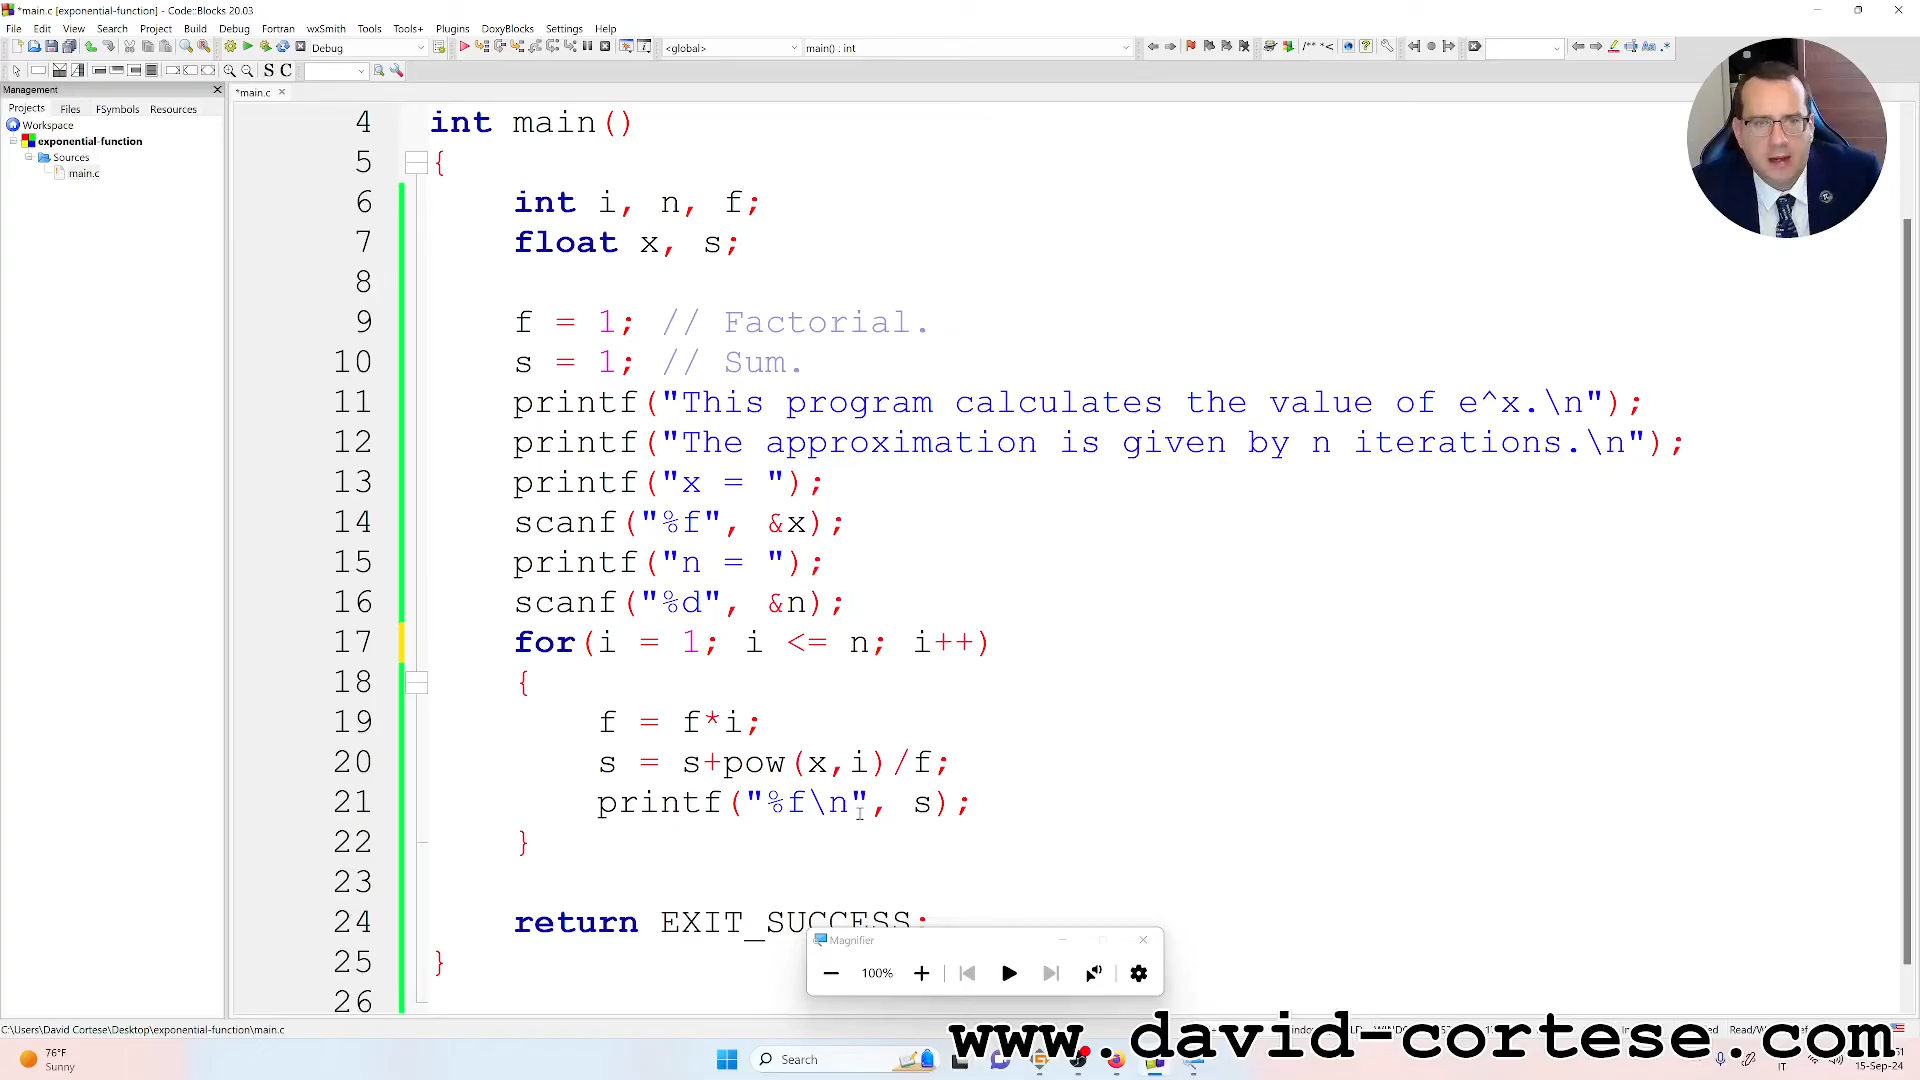 *main.c [exponential-function] - Code::Blocks 20.03
File Edit View Search Project Build Debug Fortran wxSmith Tools Tools+ Plugins DoxyBlocks Settings Help
Debug <global> main() : int
Management
Projects Files FSymbols Resources
Workspace
exponential-function
Sources
main.c
*main.c
4 int main()
5 {
6 int i, n, f;
7 float x, s;
8
9 f = 1; // Factorial.
10 s = 1; // Sum.
11 printf("This program calculates the value of e^x.\n");
12 printf("The approximation is given by n iterations.\n");
13 printf("x = ");
14 scanf("%f", &x);
15 printf("n = ");
16 scanf("%d", &n);
17 for(i = 1; i <= n; i++)
18 {
19 f = f*i;
20 s = s+pow(x,i)/f;
21 printf("%f\n", s);
22 }
23
24 return EXIT_SUCCESS;
25 }
26
Magnifier
100%
C:\Users\David Cortese\Desktop\exponential-function\main.c
www.david-cortese.com
76°F
Sunny
Search
IT
15-Sep-24